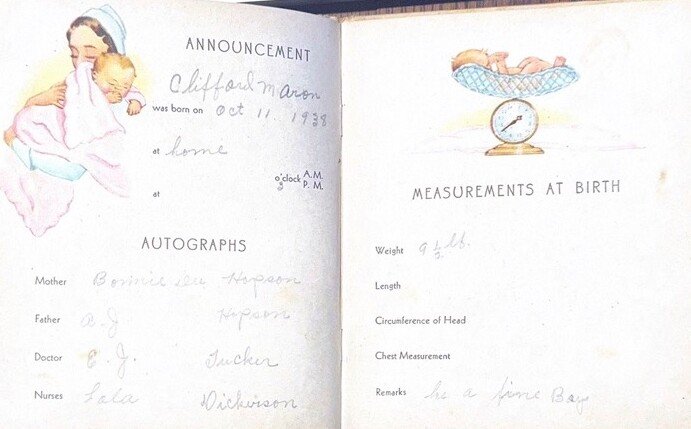 ANNOUNCEMENT
Clifford Maron
was born on Oct 11. 1938
at home
at o'clock A.M.
P. M.
AUTOGRAPHS
Mother Bonnie Hopson
Father Hopson
Doctor E. J. Tucker
Nurses Lola Dickerson
MEASUREMENTS AT BIRTH
Weight 9 1/2 lb.
Length
Circumference of Head
Chest Measurement
Remarks he a fine Boy